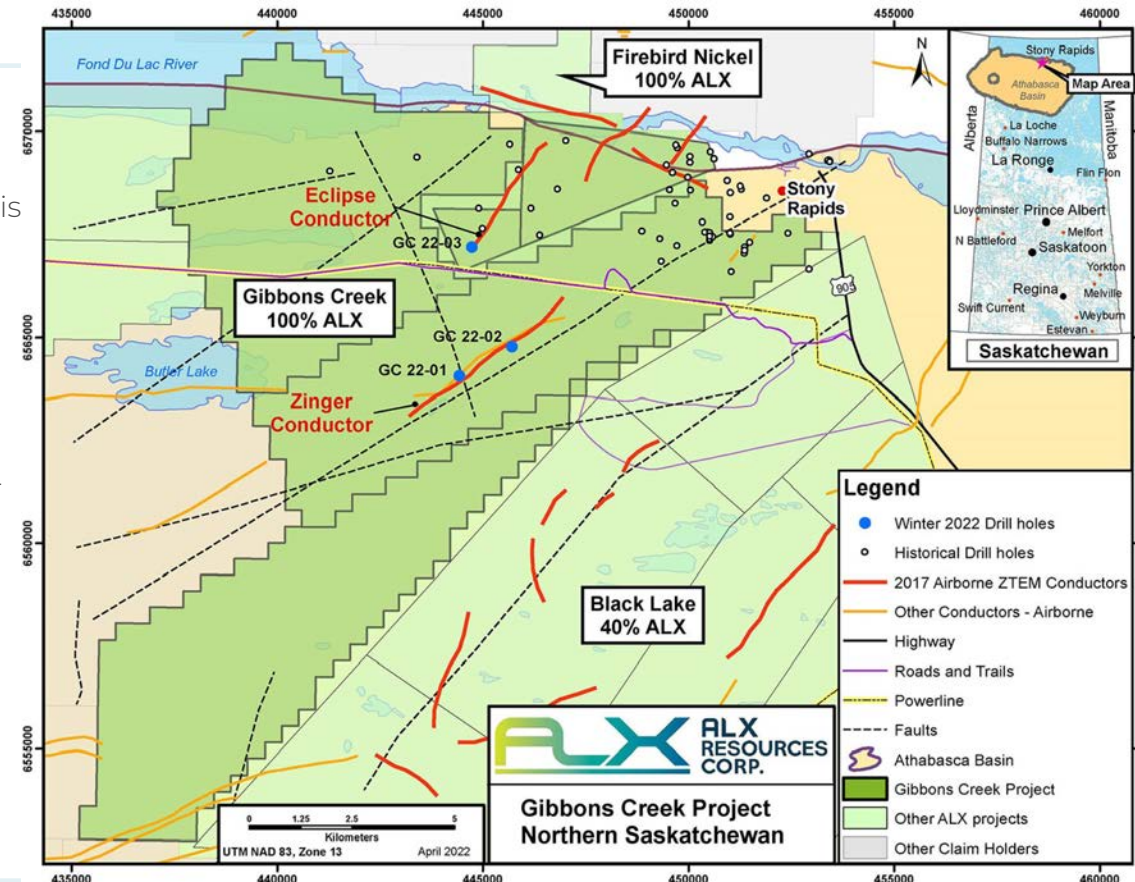 435000 440000 445000 450000 455000 460000
is
Fond Du Lac River
Firebird Nickel
100% ALX
N
Stony Rapids
Athabasca
Basin
Map Area
Alberta
Manitoba
La Loche
Buffalo Narrows
La Ronge
Flin Flon
Lloydminster
Prince Albert
N Battleford
Melfort
Saskatoon
Yorkton
Regina
Melville
Swift Current
Weyburn
Estevan
Saskatchewan
6570000
Eclipse
Conductor
Stony
Rapids
GC 22-03
905
Gibbons Creek
100% ALX
6565000
GC 22-02
Butler Lake
GC 22-01
Zinger
Conductor
6560000
Black Lake
40% ALX
6555000
Legend
Winter 2022 Drill holes
Historical Drill holes
2017 Airborne ZTEM Conductors
Other Conductors - Airborne
Highway
Roads and Trails
Powerline
Faults
Athabasca Basin
Gibbons Creek Project
Other ALX projects
Other Claim Holders
ALX
ALX
RESOURCES
CORP.
Gibbons Creek Project
Northern Saskatchewan
0 1.25 2.5 5
Kilometers
UTM NAD 83, Zone 13 April 2022
435000 440000 445000 450000 455000 460000